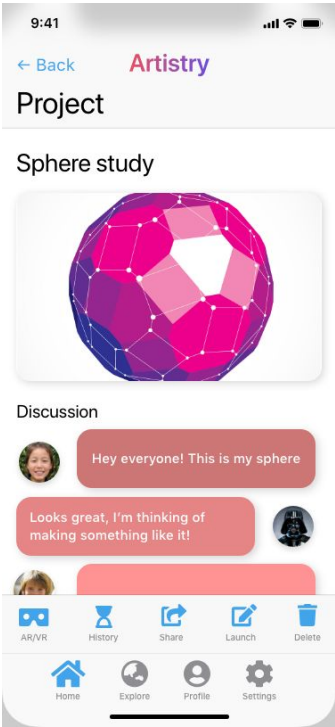 9:41
← Back
Artistry
Project
Sphere study
Discussion
Hey everyone! This is my sphere
Looks great, I'm thinking of
making something like it!
AR/VR
History
Share
Launch
Delete
Home
Explore
Profile
Settings